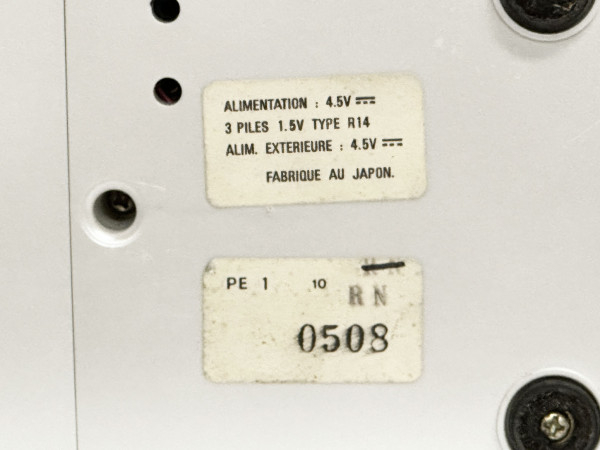 ALIMENTATION : 4.5V
3 PILES 1.5V TYPE R14
ALIM. EXTERIEURE : 4.5V
FABRIQUE AU JAPON.
PE 1 10
RN
0508